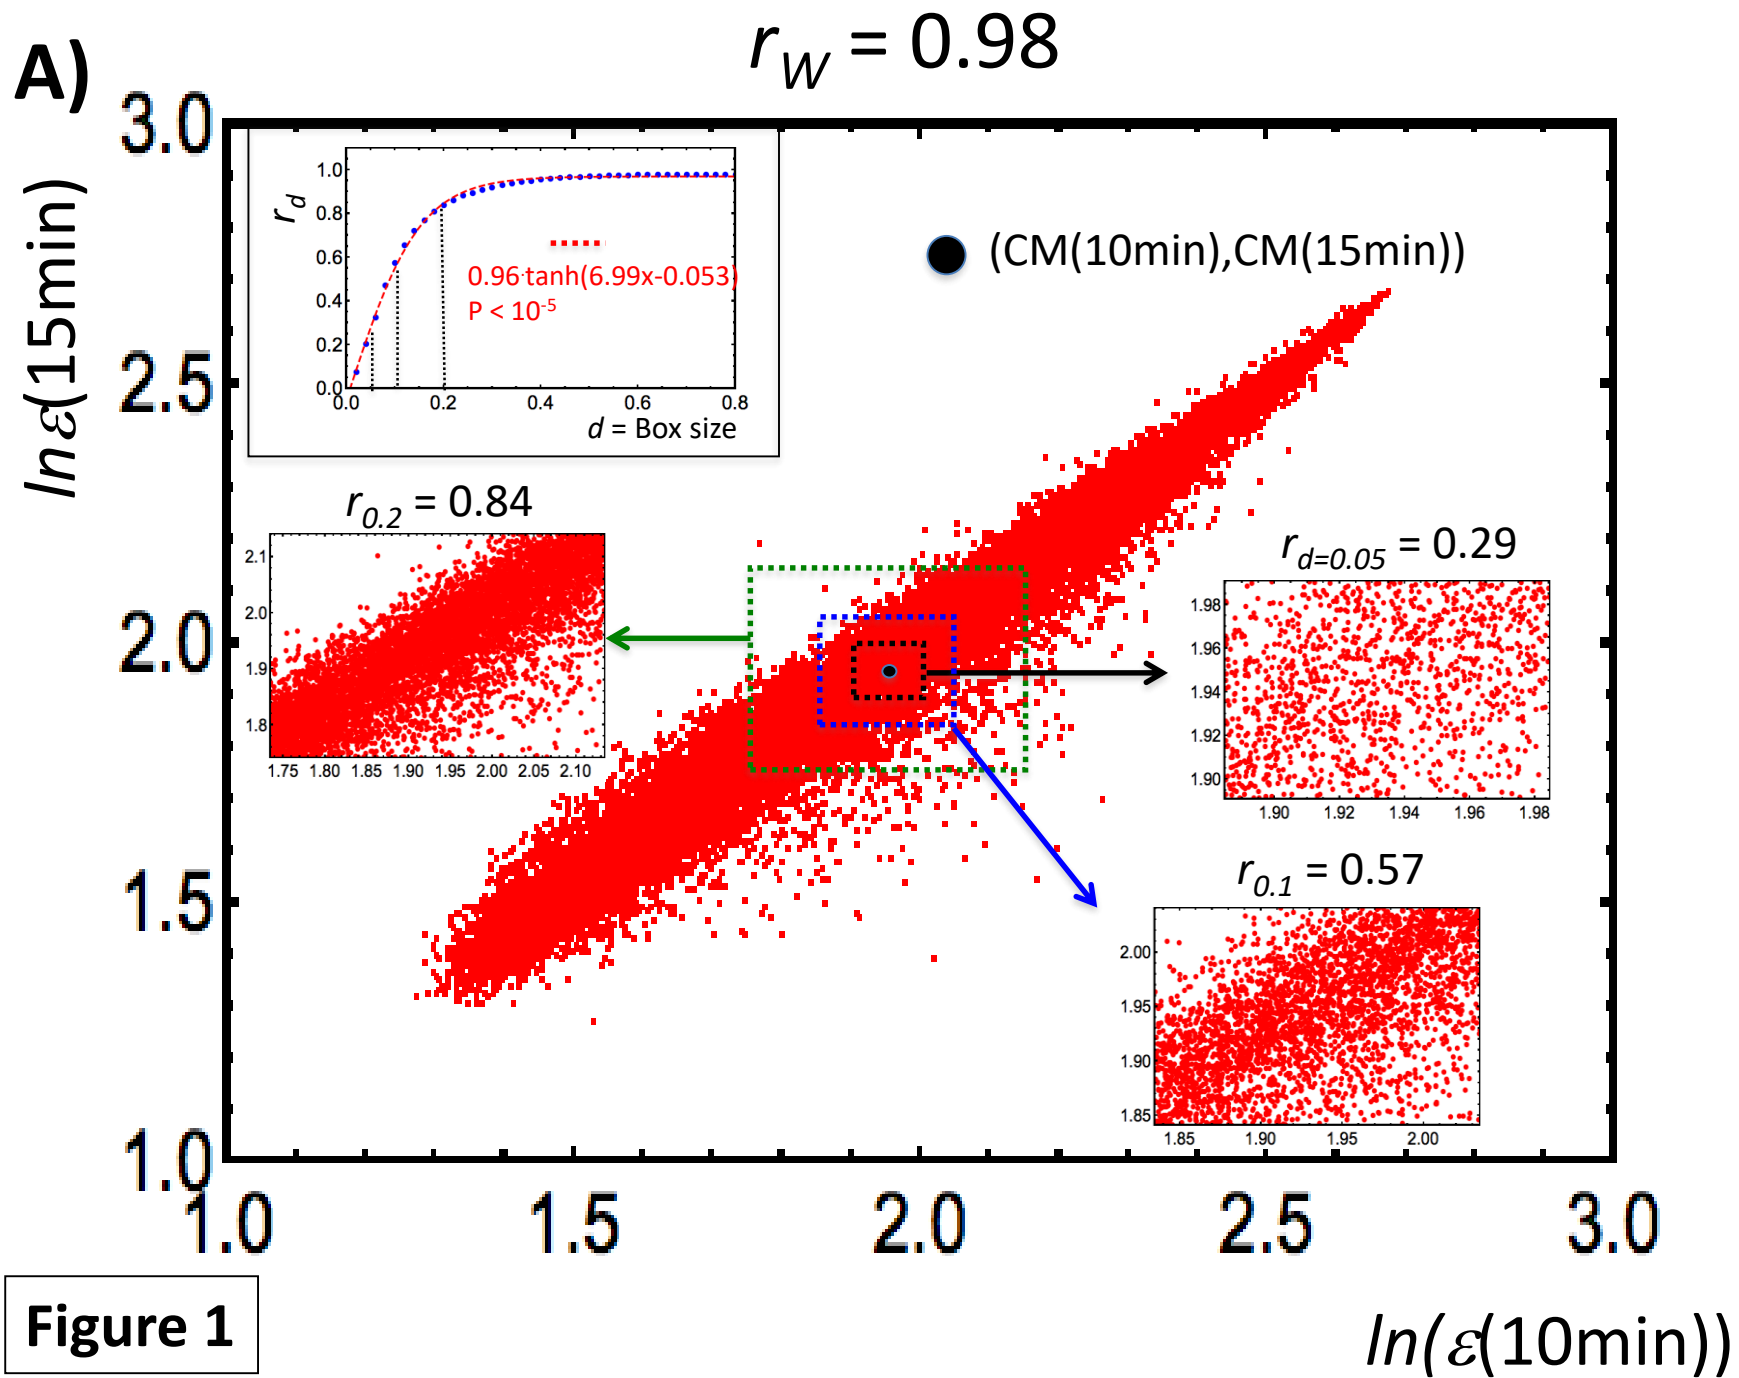 A)
r_W = 0.98
lnε(15min)
3.0
2.5
2.0
1.5
1.0
1.0
1.5
2.0
2.5
3.0
ln(ε(10min))
r_d
1.0
0.8
0.6
0.4
0.2
0.0
0.0
0.2
0.4
0.6
0.8
d = Box size
0.96·tanh(6.99x-0.053)
P < 10^-5
(CM(10min),CM(15min))
r_0.2 = 0.84
2.1
2.0
1.9
1.8
1.75 1.80 1.85 1.90 1.95 2.00 2.05 2.10
r_d=0.05 = 0.29
1.98
1.96
1.94
1.92
1.90
1.90 1.92 1.94 1.96 1.98
r_0.1 = 0.57
2.00
1.95
1.90
1.85
1.85 1.90 1.95 2.00
Figure 1